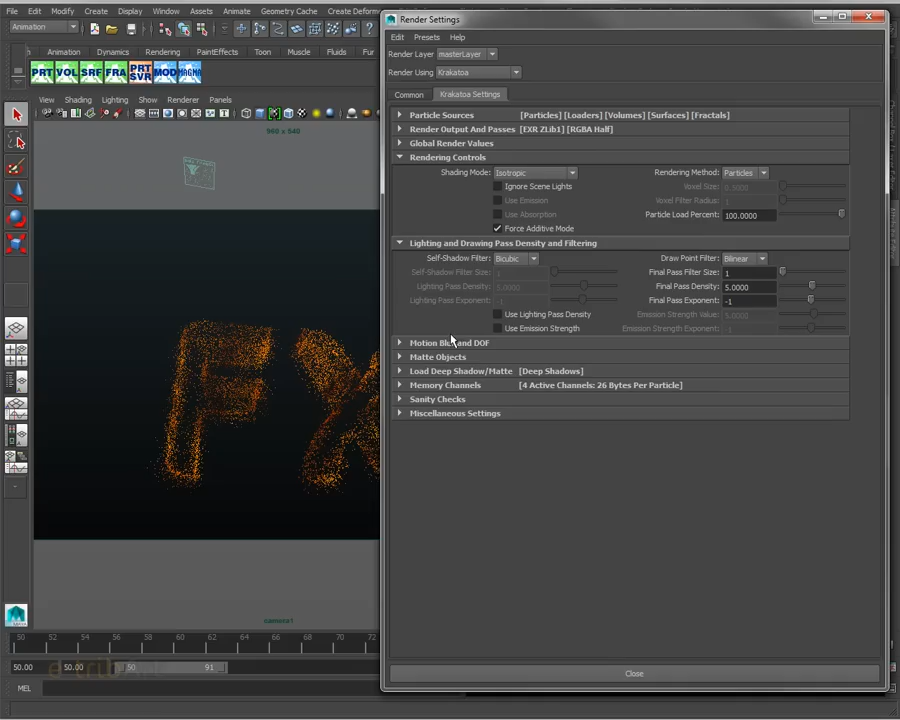 File Edit Modify Create Display Window Assets Animate Geometry Cache Create Deform
Animation
Animation Dynamics Rendering PaintEffects Toon Muscle Fluids Fur
PRT VOL SRF FRA PRT SVR MOD MAGMA
View Shading Lighting Show Renderer Panels
960 x 540
FX
camera1
50 52 54 56 58 60 62 64 66 68 70 72
50.00 50.00 50 91
MEL
Render Settings
Edit Presets Help
Render Layer masterLayer
Render Using Krakatoa
Common Krakatoa Settings
Particle Sources [Particles] [Loaders] [Volumes] [Surfaces] [Fractals]
Render Output And Passes [EXR ZLib1] [RGBA Half]
Global Render Values
Rendering Controls
Shading Mode: Isotropic Rendering Method: Particles
Ignore Scene Lights Voxel Size: 0.5000
Use Emission Voxel Filter Radius: 1
Use Absorption Particle Load Percent: 100.0000
Force Additive Mode
Lighting and Drawing Pass Density and Filtering
Self-Shadow Filter: Bicubic Draw Point Filter: Bilinear
Self-Shadow Filter Size: Final Pass Filter Size: 1
Lighting Pass Density: 5.0000 Final Pass Density: 5.0000
Lighting Pass Exponent: -1 Final Pass Exponent: -1
Use Lighting Pass Density Emission Strength Value: 5.0000
Use Emission Strength Emission Strength Exponent: -1
Motion Blur and DOF
Matte Objects
Load Deep Shadow/Matte [Deep Shadows]
Memory Channels [4 Active Channels: 26 Bytes Per Particle]
Sanity Checks
Miscellaneous Settings
Close